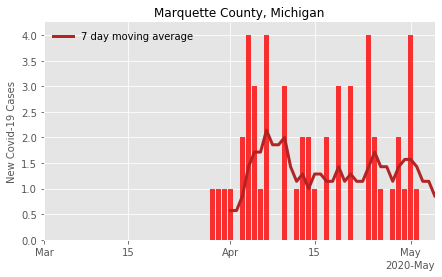 Marquette County, Michigan
7 day moving average
New Covid-19 Cases
4.0
3.5
3.0
2.5
2.0
1.5
1.0
0.5
0.0
Mar
15
Apr
15
May
2020-May